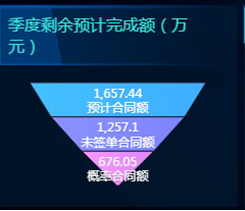 季度剩余预计完成额（万
元）
1,657.44
预计合同额
1,257.1
未签单合同额
676.05
概率合同额